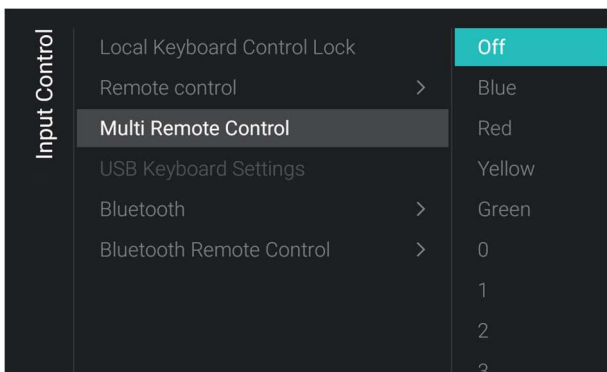 Input Control
Local Keyboard Control Lock
Remote control >
Multi Remote Control
USB Keyboard Settings
Bluetooth >
Bluetooth Remote Control >
Off
Blue
Red
Yellow
Green
0
1
2
3